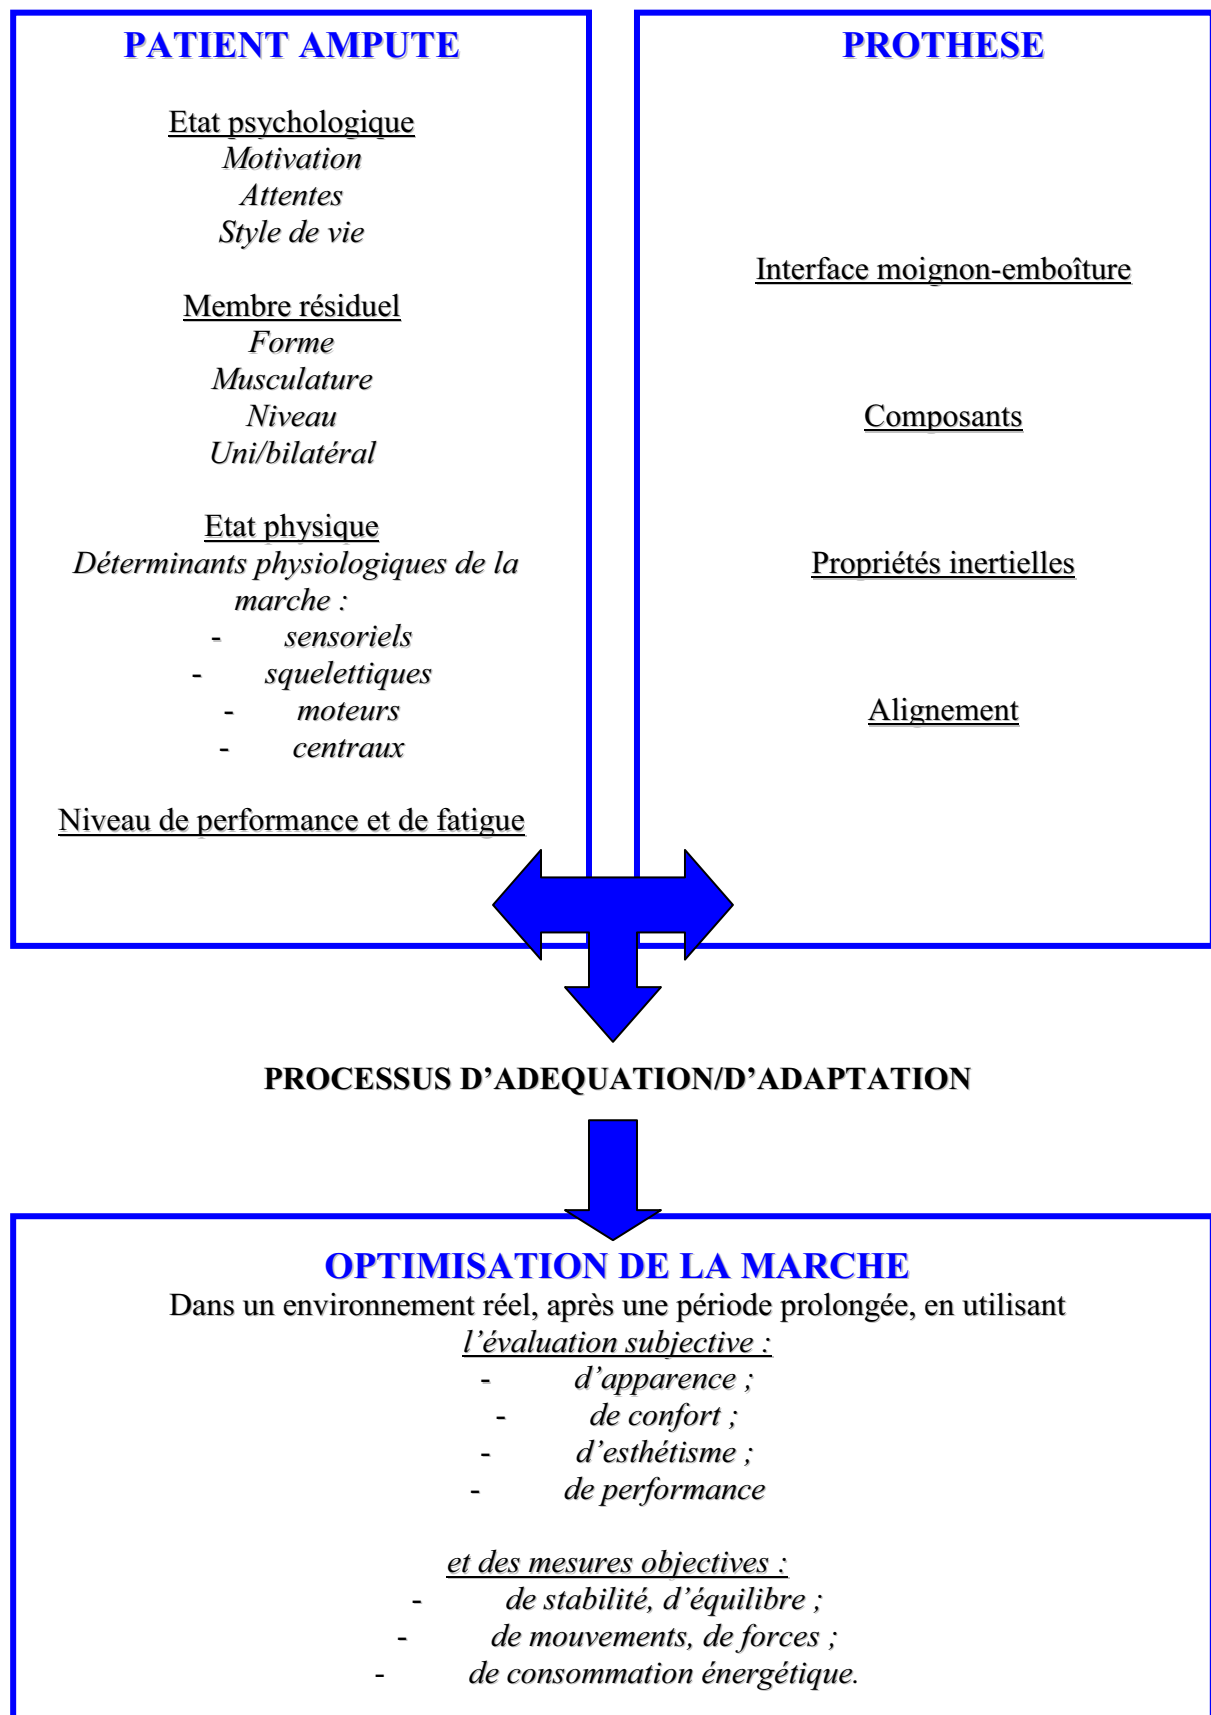 PATIENT AMPUTE
Etat psychologique
Motivation
Attentes
Style de vie
Membre résiduel
Forme
Musculature
Niveau
Uni/bilatéral
Etat physique
Déterminants physiologiques de la
marche :
- sensoriels
- squelettiques
- moteurs
- centraux
Niveau de performance et de fatigue
PROTHESE
Interface moignon-emboîture
Composants
Propriétés inertielles
Alignement
PROCESSUS D’ADEQUATION/D’ADAPTATION
OPTIMISATION DE LA MARCHE
Dans un environnement réel, après une période prolongée, en utilisant
l’évaluation subjective :
- d’apparence ;
- de confort ;
- d’esthétisme ;
- de performance
et des mesures objectives :
- de stabilité, d’équilibre ;
- de mouvements, de forces ;
- de consommation énergétique.